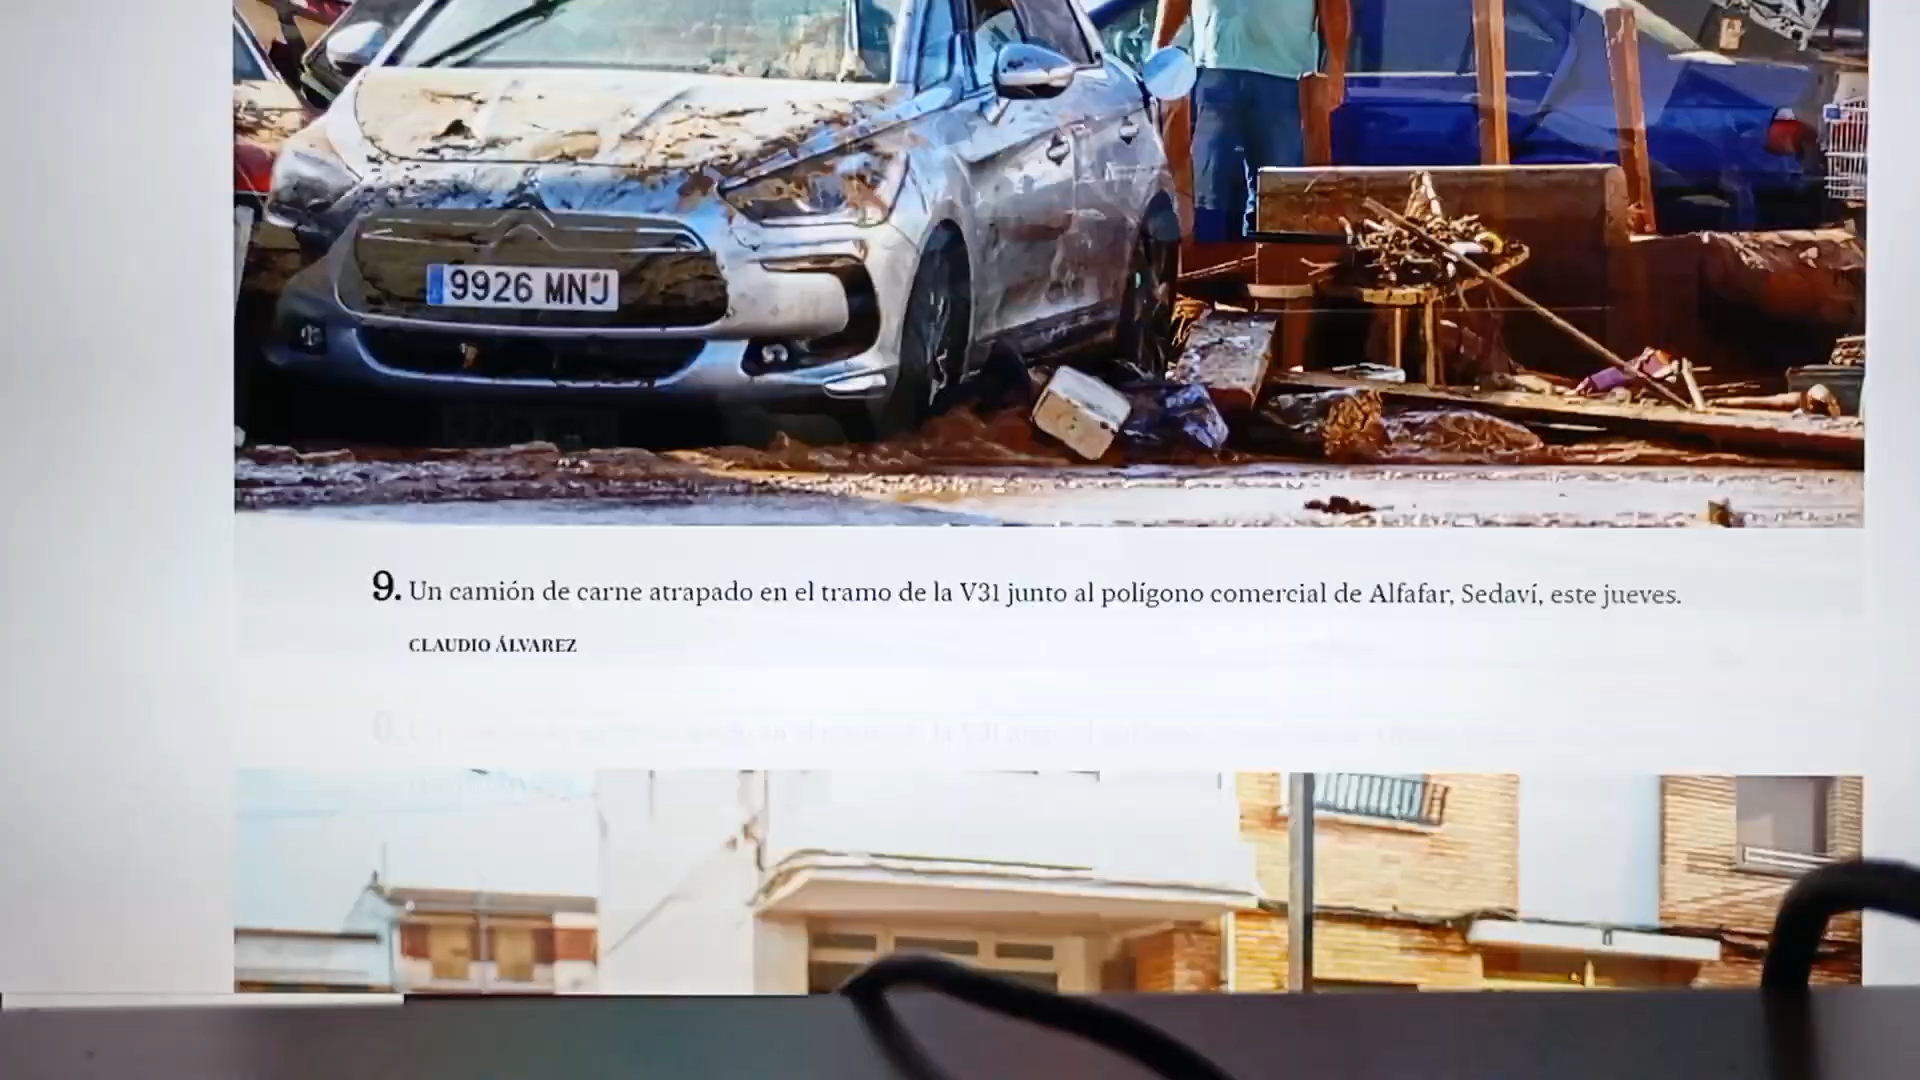 9926 MNJ
9. Un camión de carne atrapado en el tramo de la V31 junto al polígono comercial de Alfafar, Sedaví, este jueves.
CLAUDIO ÁLVAREZ